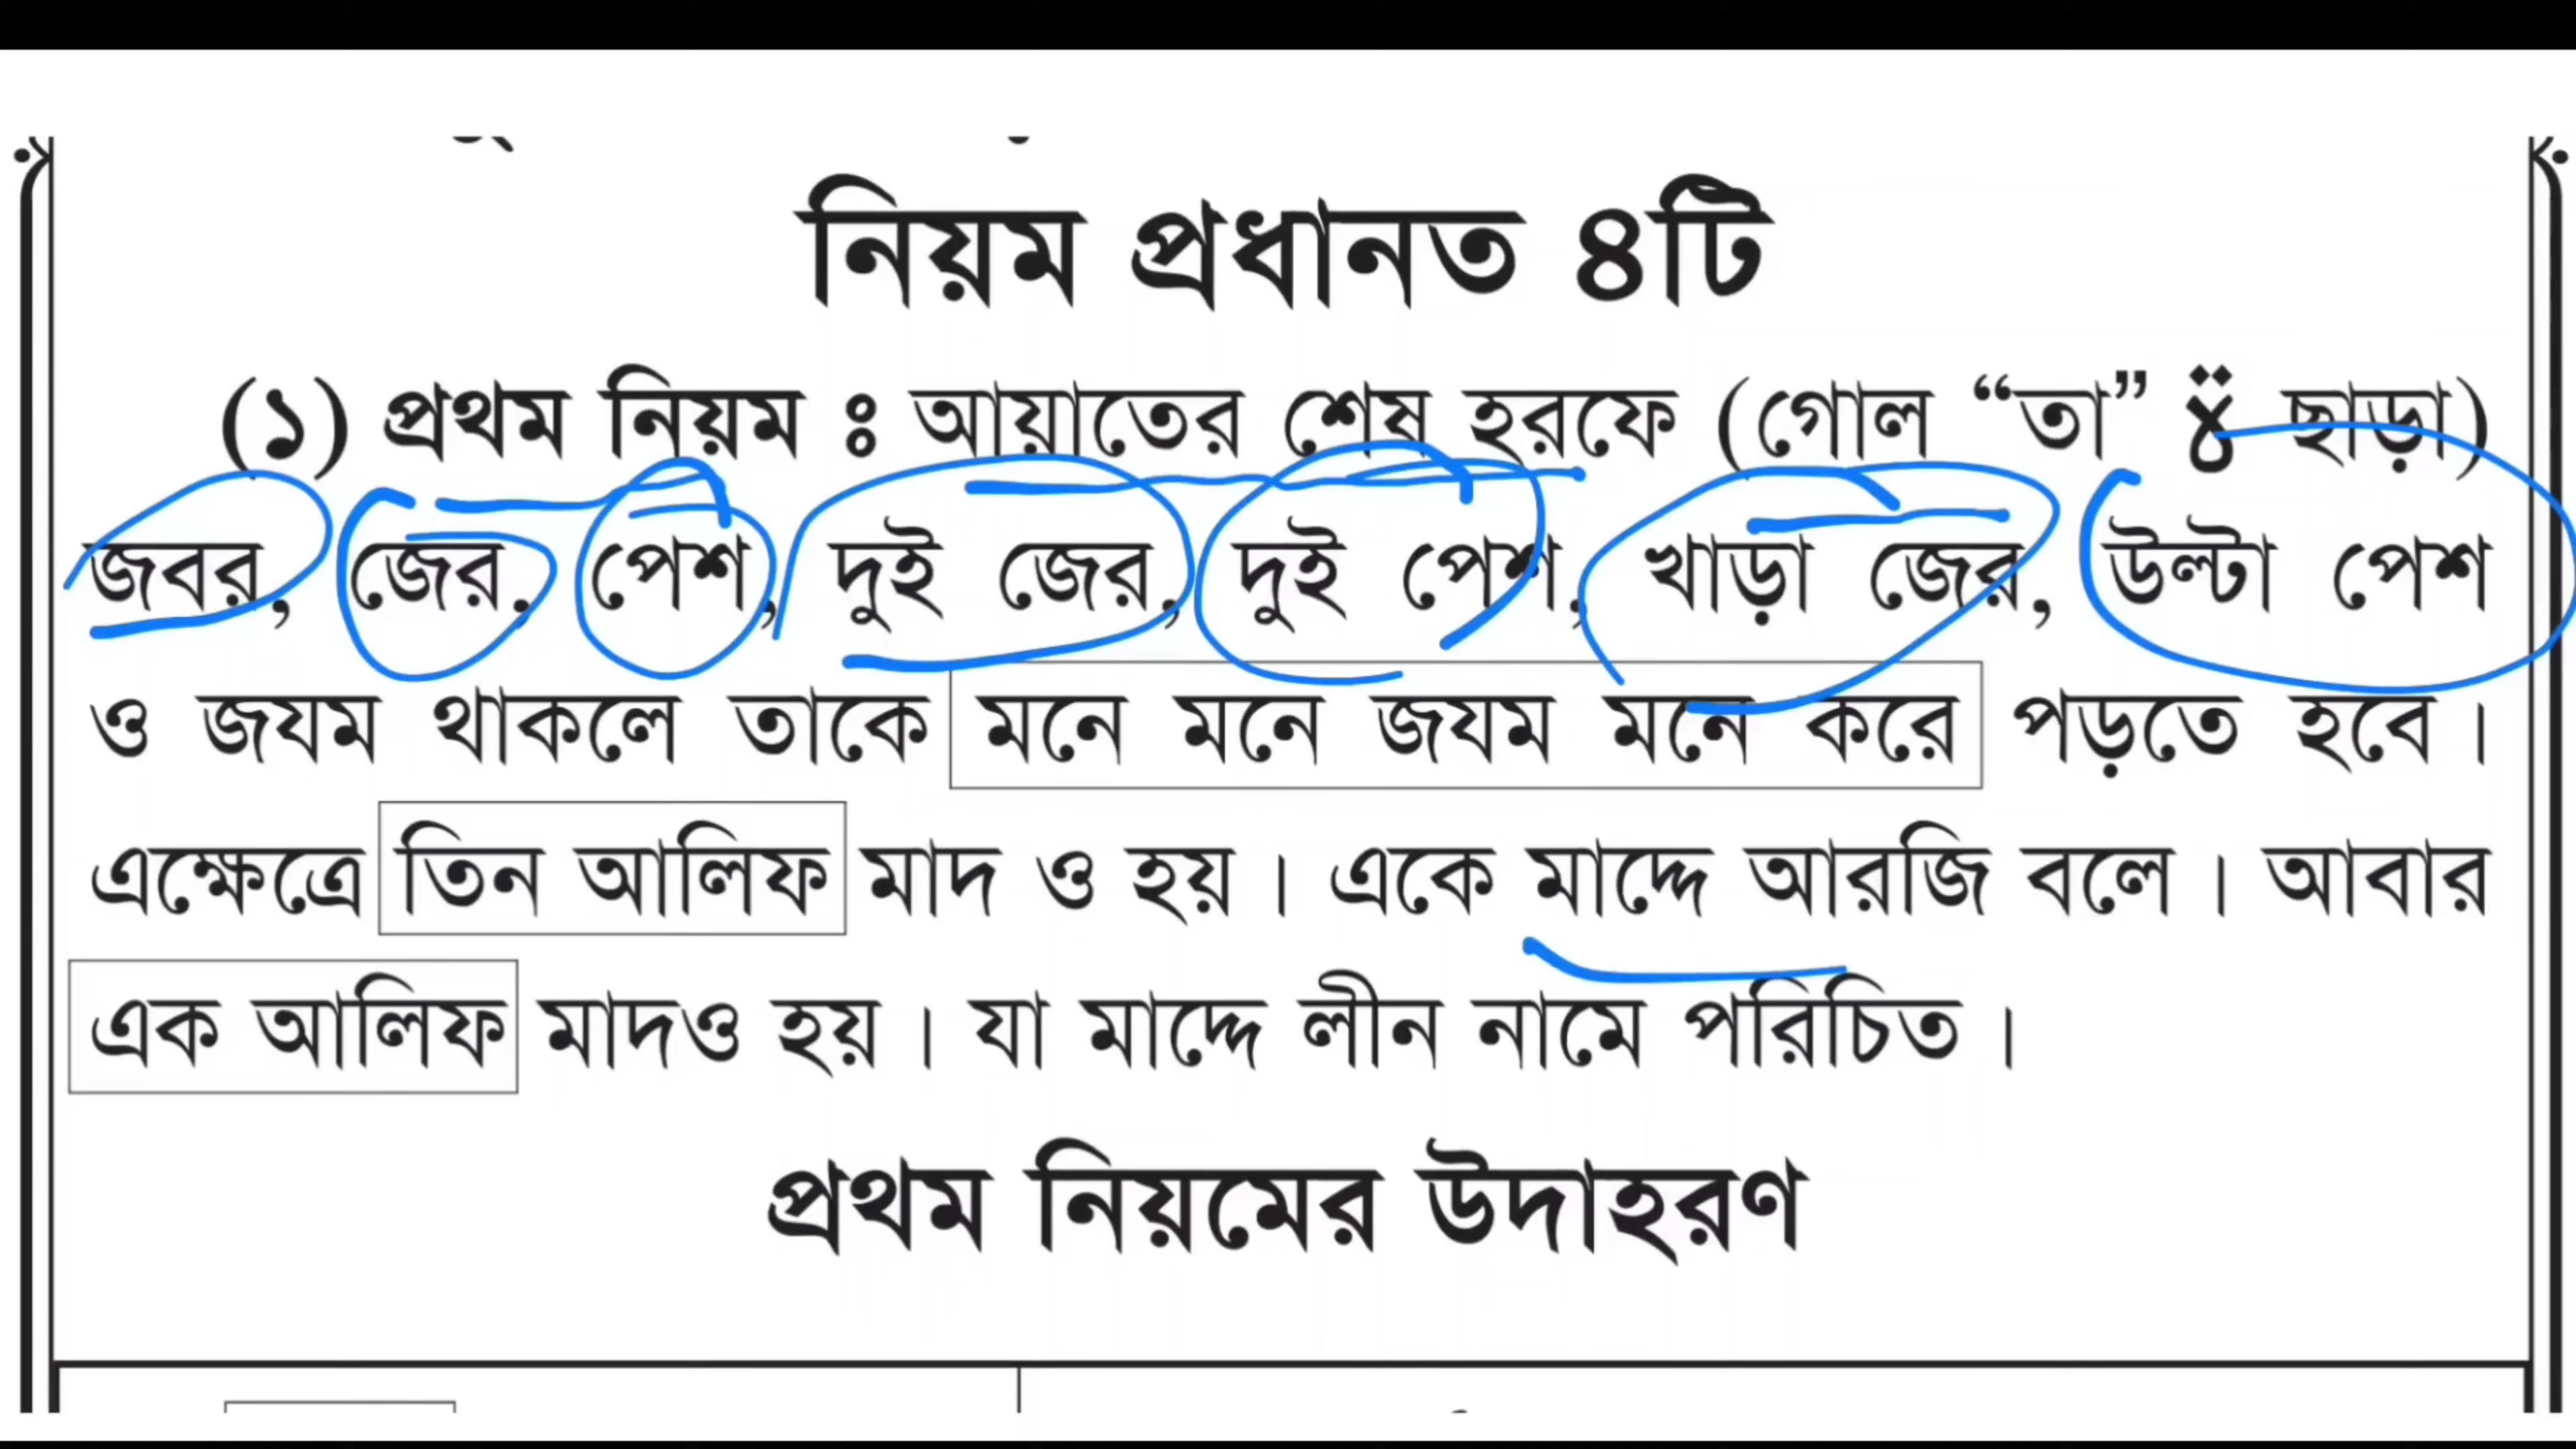 নিয়ম প্রধানত ৪টি
(১) প্রথম নিয়ম ঃ আয়াতের শেষ হরফে (গোল “তা” ۃ ছাড়া)
জবর, জের, পেশ, দুই জের, দুই পেশ, খাড়া জের, উল্টা পেশ
ও জযম থাকলে তাকে মনে মনে জযম মনে করে পড়তে হবে।
এক্ষেত্রে তিন আলিফ মাদ ও হয়। একে মাদ্দে আরজি বলে। আবার
এক আলিফ মাদও হয়। যা মাদ্দে লীন নামে পরিচিত।
প্রথম নিয়মের উদাহরণ